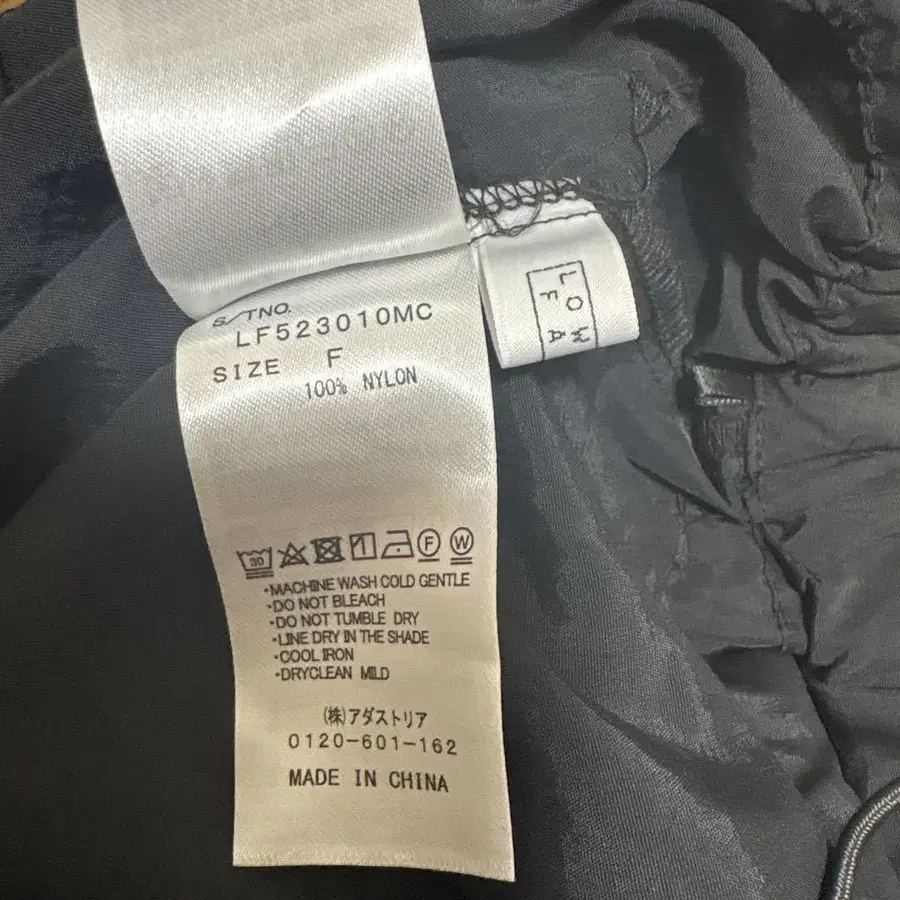 S/TNO.
LF523010MC
SIZE F
100% NYLON
30 1 F W
・MACHINE WASH COLD GENTLE
・DO NOT BLEACH
・DO NOT TUMBLE DRY
・LINE DRY IN THE SHADE
・COOL IRON
・DRYCLEAN MILD
(株)アダストリア
0120-601-162
MADE IN CHINA
LOW
F A